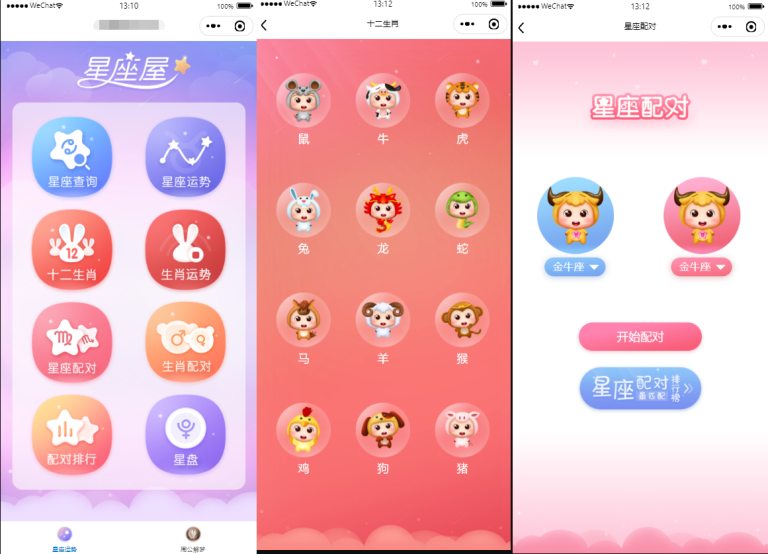 WeChat
13:10
100%
星座屋
星座查询
星座运势
12
十二生肖
生肖运势
星座配对
生肖配对
配对排行
星盘
星座运势
周公解梦
WeChat
13:12
100%
十二生肖
鼠
牛
虎
兔
龙
蛇
马
羊
猴
鸡
狗
猪
WeChat
13:12
100%
星座配对
星座配对
金牛座
金牛座
开始配对
星座配对排行榜
最匹配